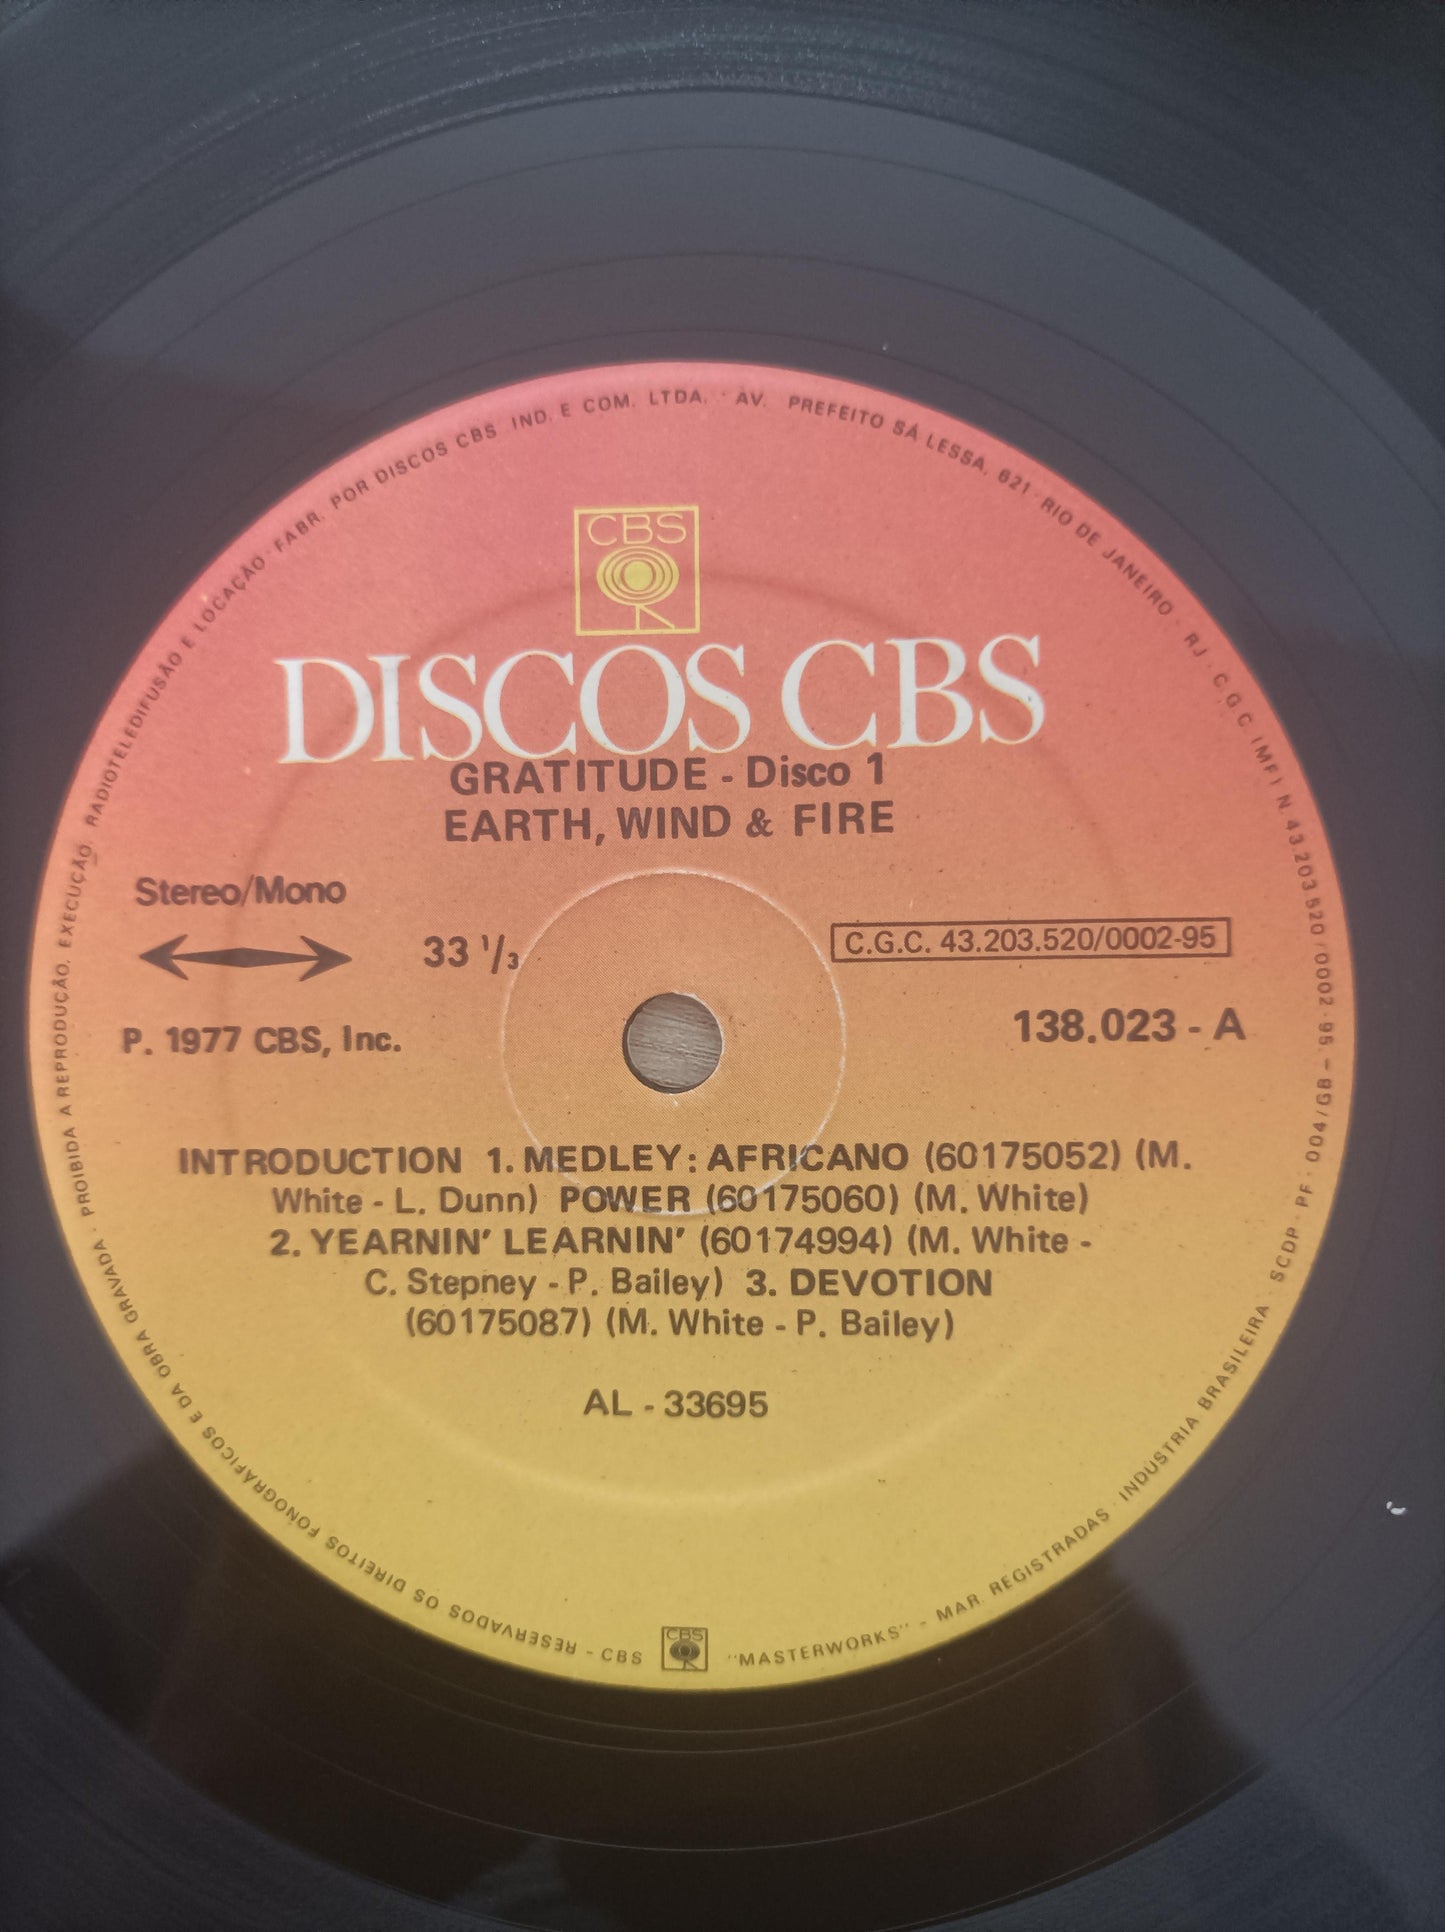 CBS
DISCOS CBS
GRATITUDE - Disco 1
EARTH, WIND & FIRE
Stereo/Mono
33 1/3
C.G.C. 43.203.520/0002-95
P. 1977 CBS, Inc.
138.023 - A
INTRODUCTION 1. MEDLEY: AFRICANO (60175052) (M.
White - L. Dunn) POWER (60175060) (M. White)
2. YEARNIN' LEARNIN' (60174994) (M. White -
C. Stepney - P. Bailey) 3. DEVOTION
(60175087) (M. White - P. Bailey)
AL - 33695
RESERVADOS OS DIREITOS FONOGRÁFICOS E DA OBRA GRAVADA · PROIBIDA A REPRODUÇÃO, EXECUÇÃO, RADIOTELEDIFUSÃO E LOCAÇÃO · FABR. POR DISCOS CBS IND. E COM. LTDA. · AV. PREFEITO SÁ LESSA, 621 · RIO DE JANEIRO · RJ · C.G.C. (MF) N. 43.203.520/0002-95 - SCDP · PF · 004/GB - INDUSTRIA BRASILEIRA
CBS
CBS
"MASTERWORKS" - MAR. REGISTRADAS